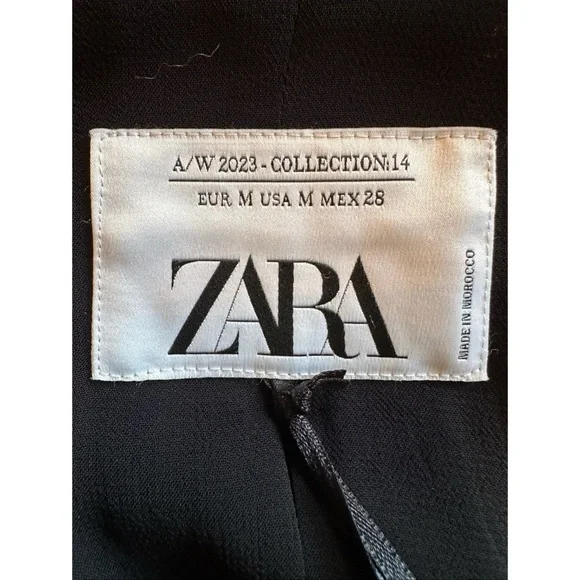 A/W 2023 - COLLECTION:14
EUR M USA M MEX 28
ZARA
MADE IN MOROCCO